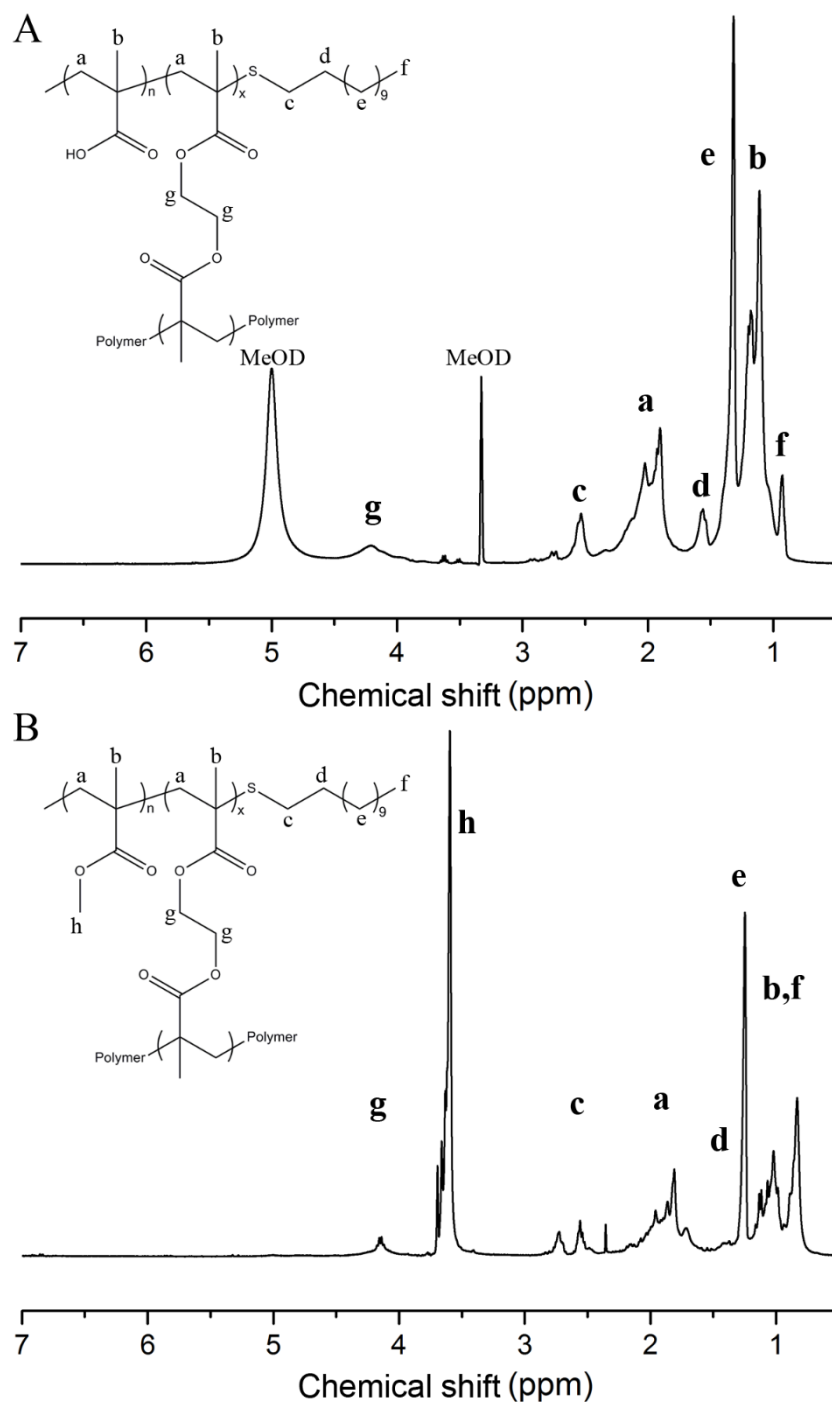 A
b b d f
a a S
n x c e 9
HO O O O
g
g
O O
Polymer Polymer
MeOD MeOD
e b
a
g c d f
7 6 5 4 3 2 1
Chemical shift (ppm)
B
b b d f
a a S
n x c e 9
O O O O
h g
g
O O
Polymer Polymer
h
e
b,f
g c a d
7 6 5 4 3 2 1
Chemical shift (ppm)